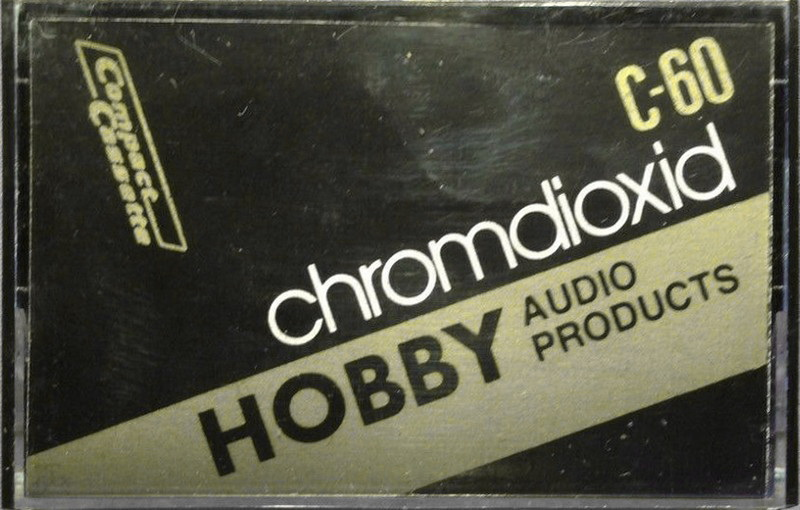 Compact
Cassette
C-60
chromdioxid
HOBBY
AUDIO
PRODUCTS